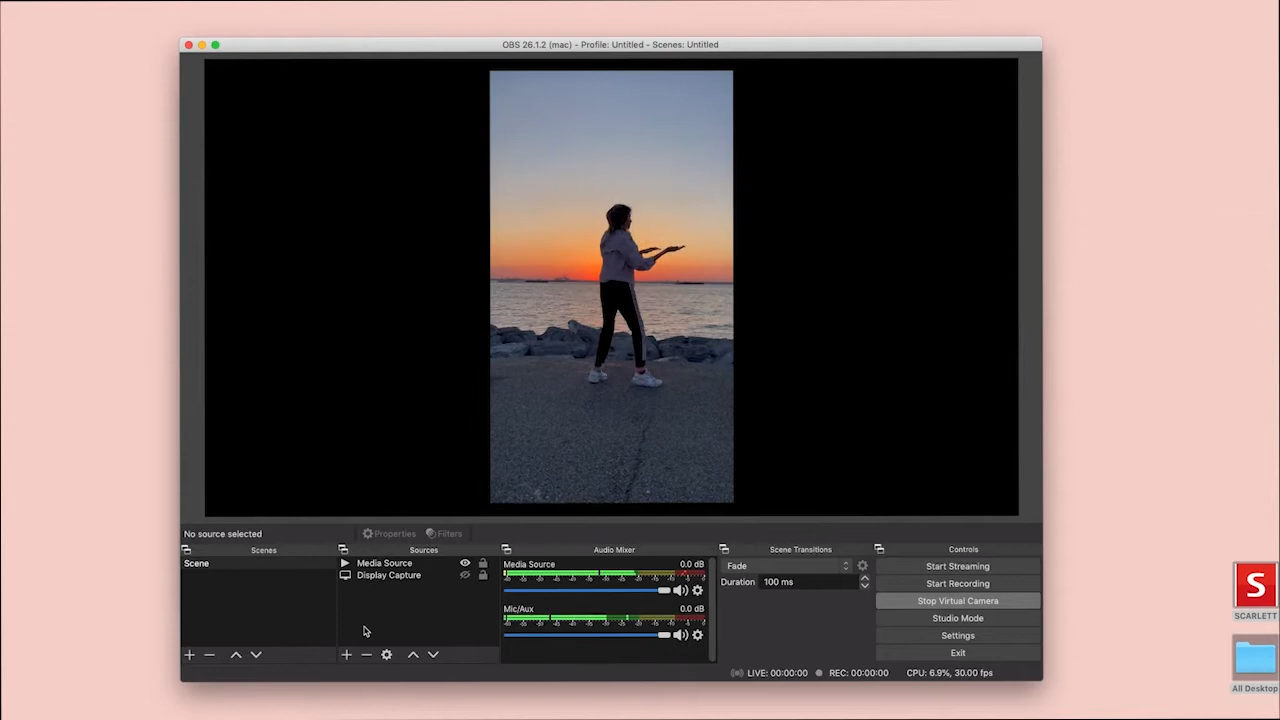 OBS 26.1.2 (mac) - Profile: Untitled - Scenes: Untitled
No source selected
Properties
Filters
Scenes
Sources
Audio Mixer
Scene Transitions
Controls
Scene
Media Source
Display Capture
Media Source 0.0 dB
Mic/Aux 0.0 dB
Fade
Duration 100 ms
Start Streaming
Start Recording
Stop Virtual Camera
Studio Mode
Settings
Exit
LIVE: 00:00:00
REC: 00:00:00
CPU: 6.9%, 30.00 fps
S
SCARLETT
All Desktop